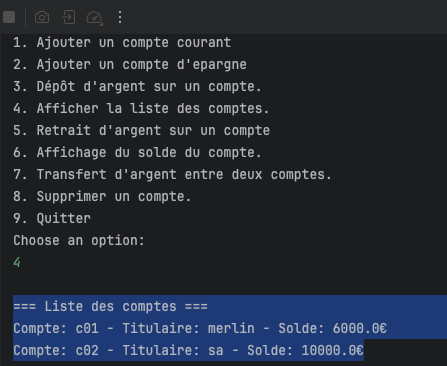 1. Ajouter un compte courant
2. Ajouter un compte d'epargne
3. Dépôt d'argent sur un compte.
4. Afficher la liste des comptes.
5. Retrait d'argent sur un compte
6. Affichage du solde du compte.
7. Transfert d'argent entre deux comptes.
8. Supprimer un compte.
9. Quitter
Choose an option:
4
=== Liste des comptes ===
Compte: c01 - Titulaire: merlin - Solde: 6000.0€
Compte: c02 - Titulaire: sa - Solde: 10000.0€